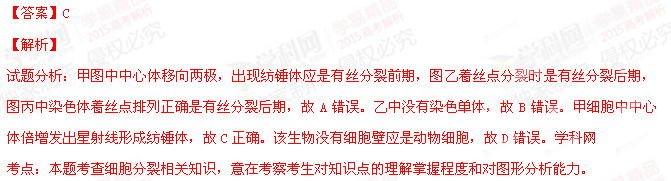 【答案】C
【解析】
试题分析：甲图中中心体移向两极，出现纺锤体应是有丝分裂前期，图乙着丝点分裂时是有丝分裂后期，
图丙中染色体着丝点排列正确是有丝分裂后期，故 A 错误。乙中没有染色单体，故 B 错误。甲细胞中中心
体倍增发出星射线形成纺锤体，故 C 正确。该生物没有细胞壁应是动物细胞，故 D 错误。学科网
考点：本题考查细胞分裂相关知识，意在考察考生对知识点的理解掌握程度和对图形分析能力。